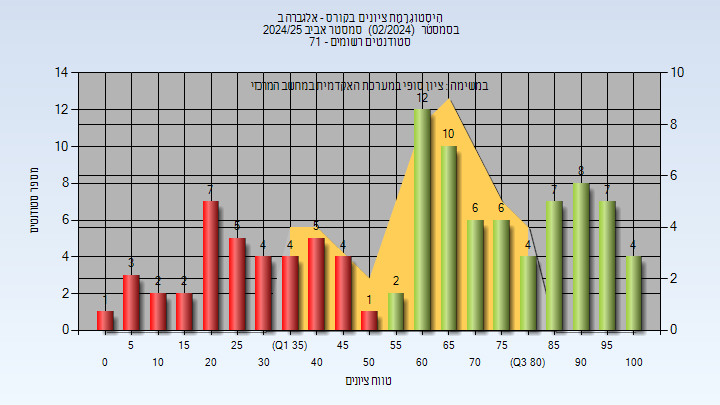 היסטוגרמת ציונים בקורס - אלגברה ב
בסמסטר (02/2024) סמסטר אביב 2024/25
סטודנטים רשומים - 71
במשימה : ציון סופי במערכת האקדמית במחשב המרכזי
מספר סטודנטים
14 12 10 8 6 4 2 0
10 8 6 4 2 0
1 3 2 2 7 5 4 4 5 4 1 2 12 10 6 6 4 7 8 7 4
5 15 25 (Q1 35) 45 55 65 75 85 95
0 10 20 30 40 50 60 70 (Q3 80) 90 100
טווח ציונים